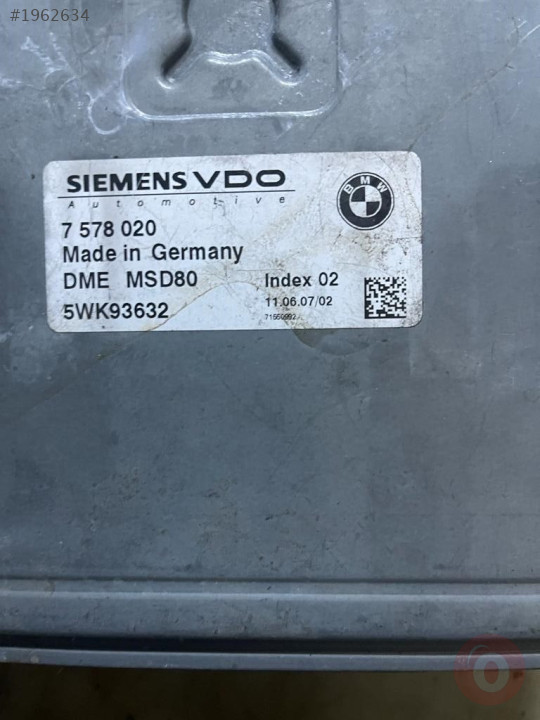 #1962634
SIEMENS VDO
Automotive
BMW
7 578 020
Made in Germany
DME MSD80 Index 02
5WK93632 11.06.07/02